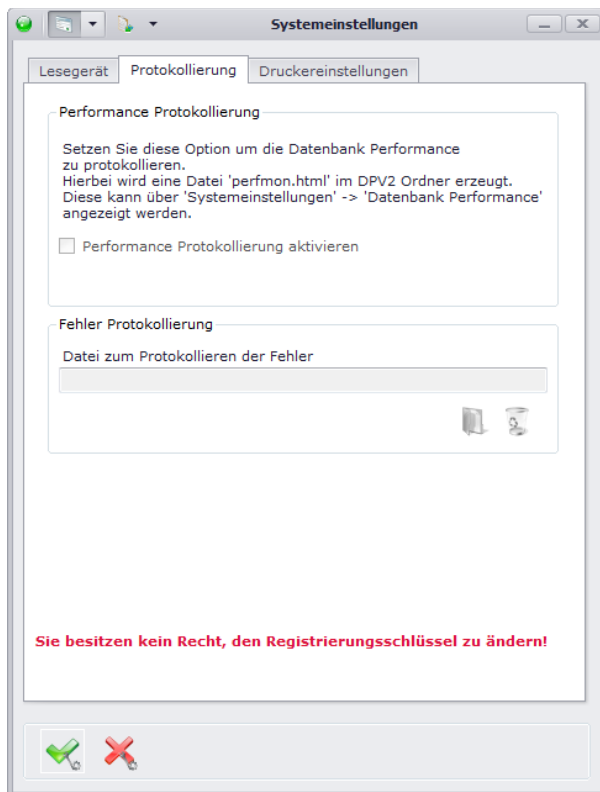 Systemeinstellungen
Lesegerät Protokollierung Druckereinstellungen
Performance Protokollierung
Setzen Sie diese Option um die Datenbank Performance
zu protokollieren.
Hierbei wird eine Datei 'perfmon.html' im DPV2 Ordner erzeugt.
Diese kann über 'Systemeinstellungen' -> 'Datenbank Performance'
angezeigt werden.
Performance Protokollierung aktivieren
Fehler Protokollierung
Datei zum Protokollieren der Fehler
Sie besitzen kein Recht, den Registrierungsschlüssel zu ändern!